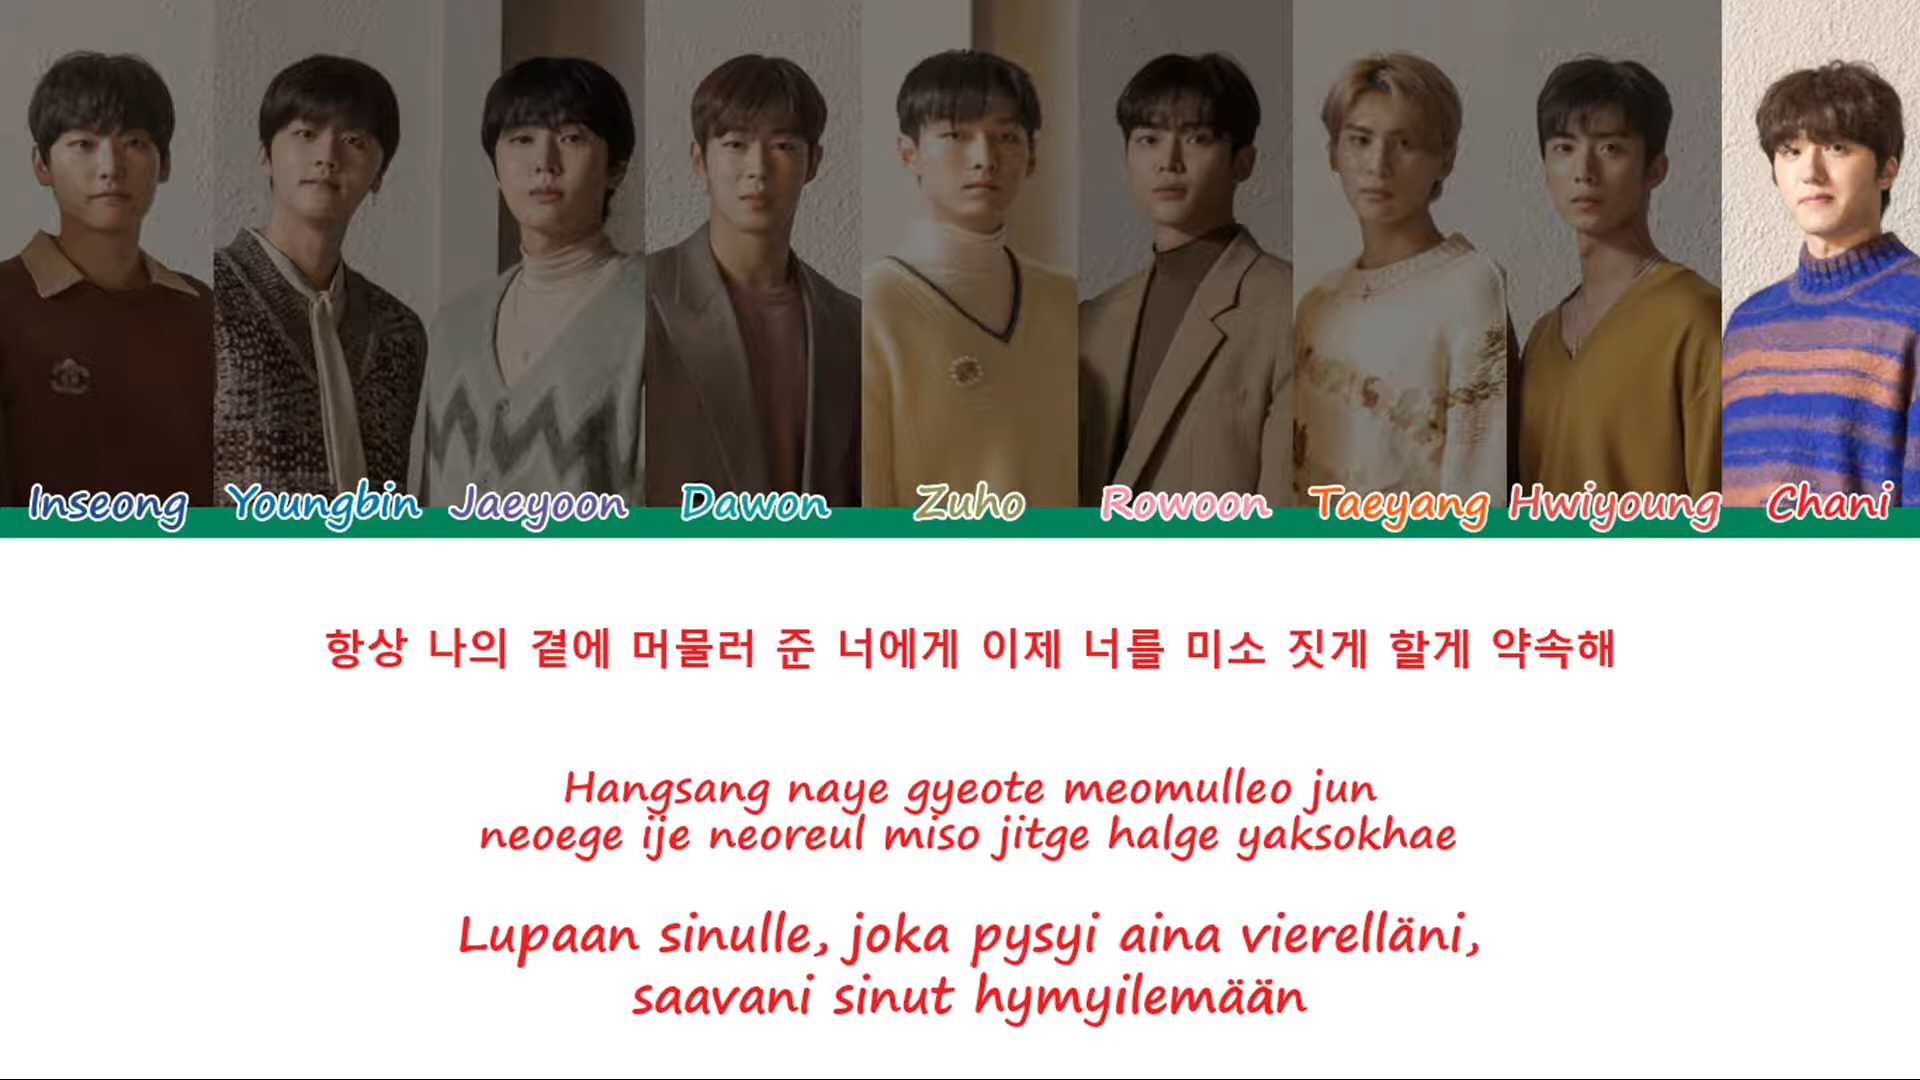 Inseong Youngbin Jaeyoon Dawon Zuho Rowoon Taeyang Hwiyoung Chani
항상 나의 곁에 머물러 준 너에게 이제 너를 미소 짓게 할게 약속해
Hangsang naye gyeote meomulleo jun
neoege ije neoreul miso jitge halge yaksokhae
Lupaan sinulle, joka pysyi aina vierelläni,
saavani sinut hymyilemään